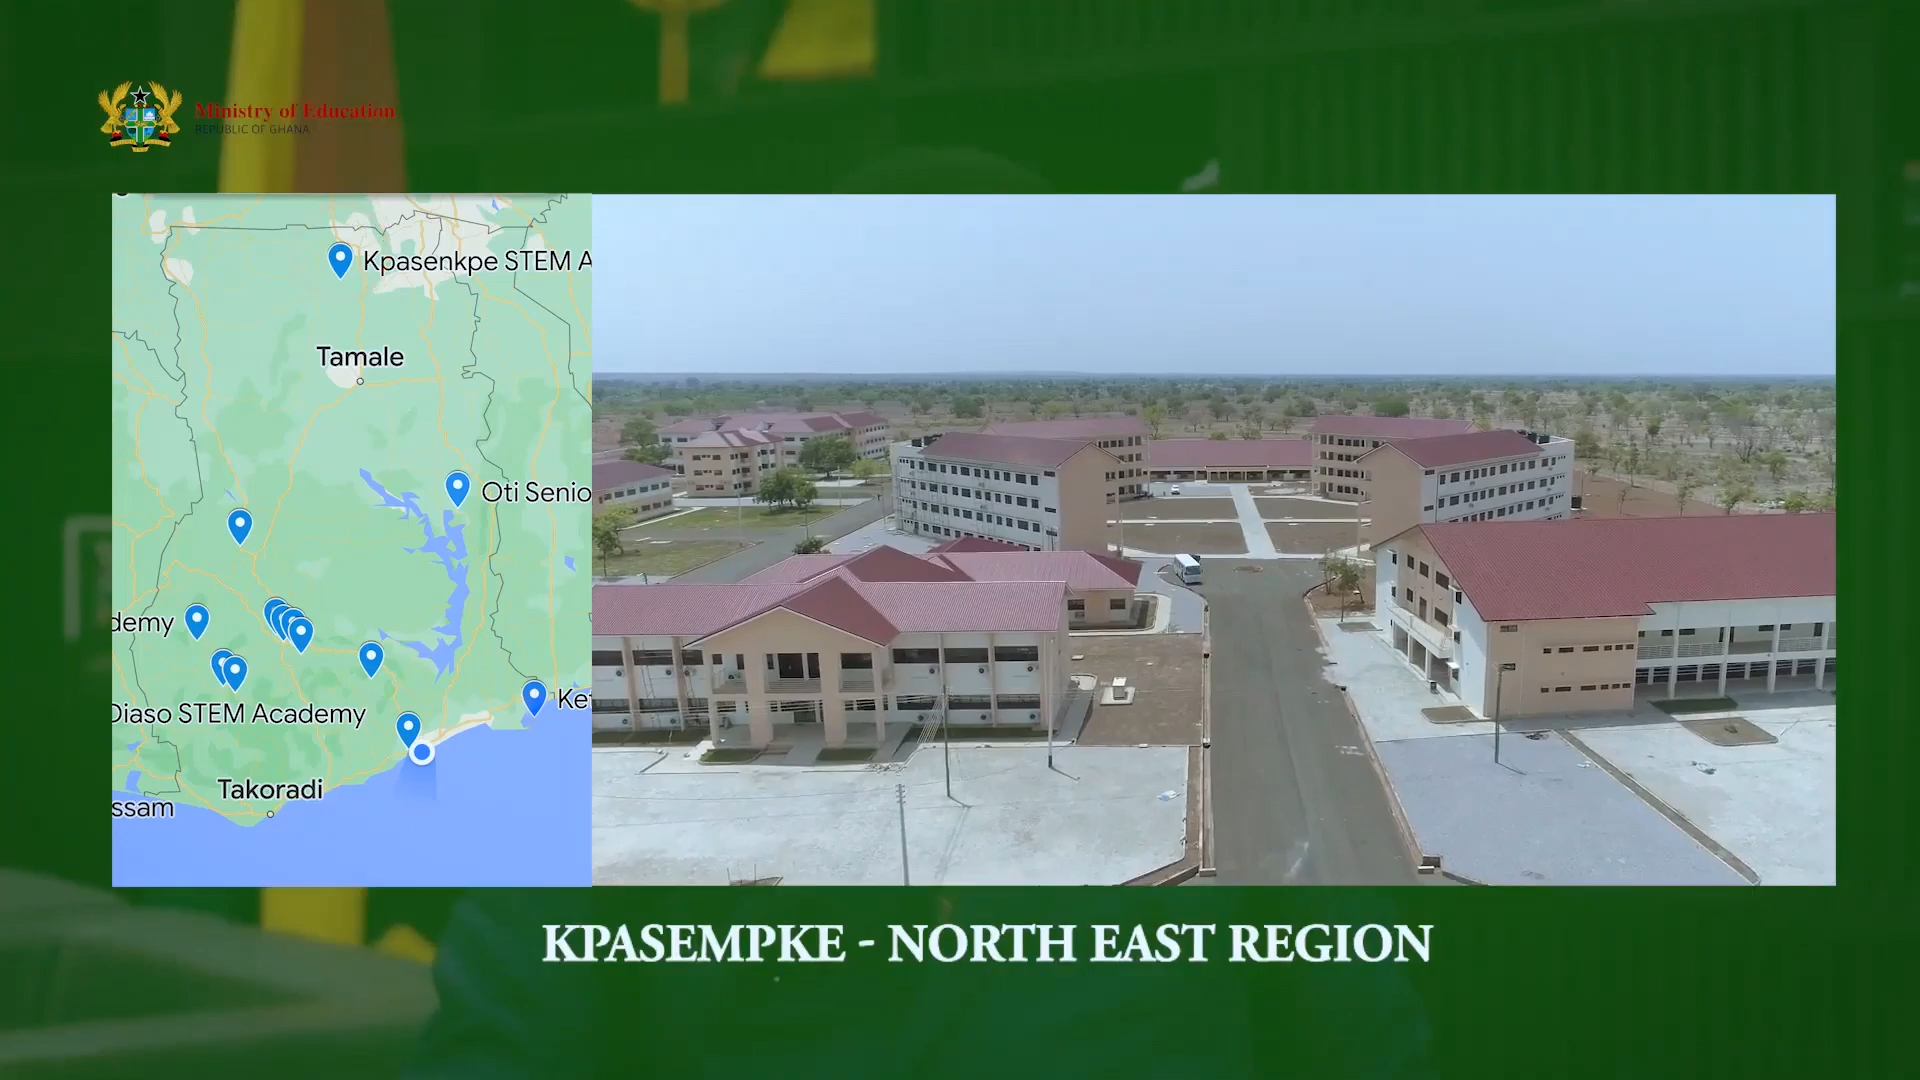 Ministry of Education
REPUBLIC OF GHANA
Kpasenkpe STEM A
Tamale
Oti Senio
demy
Ket
Diaso STEM Academy
Takoradi
ssam
KPASEMPKE - NORTH EAST REGION